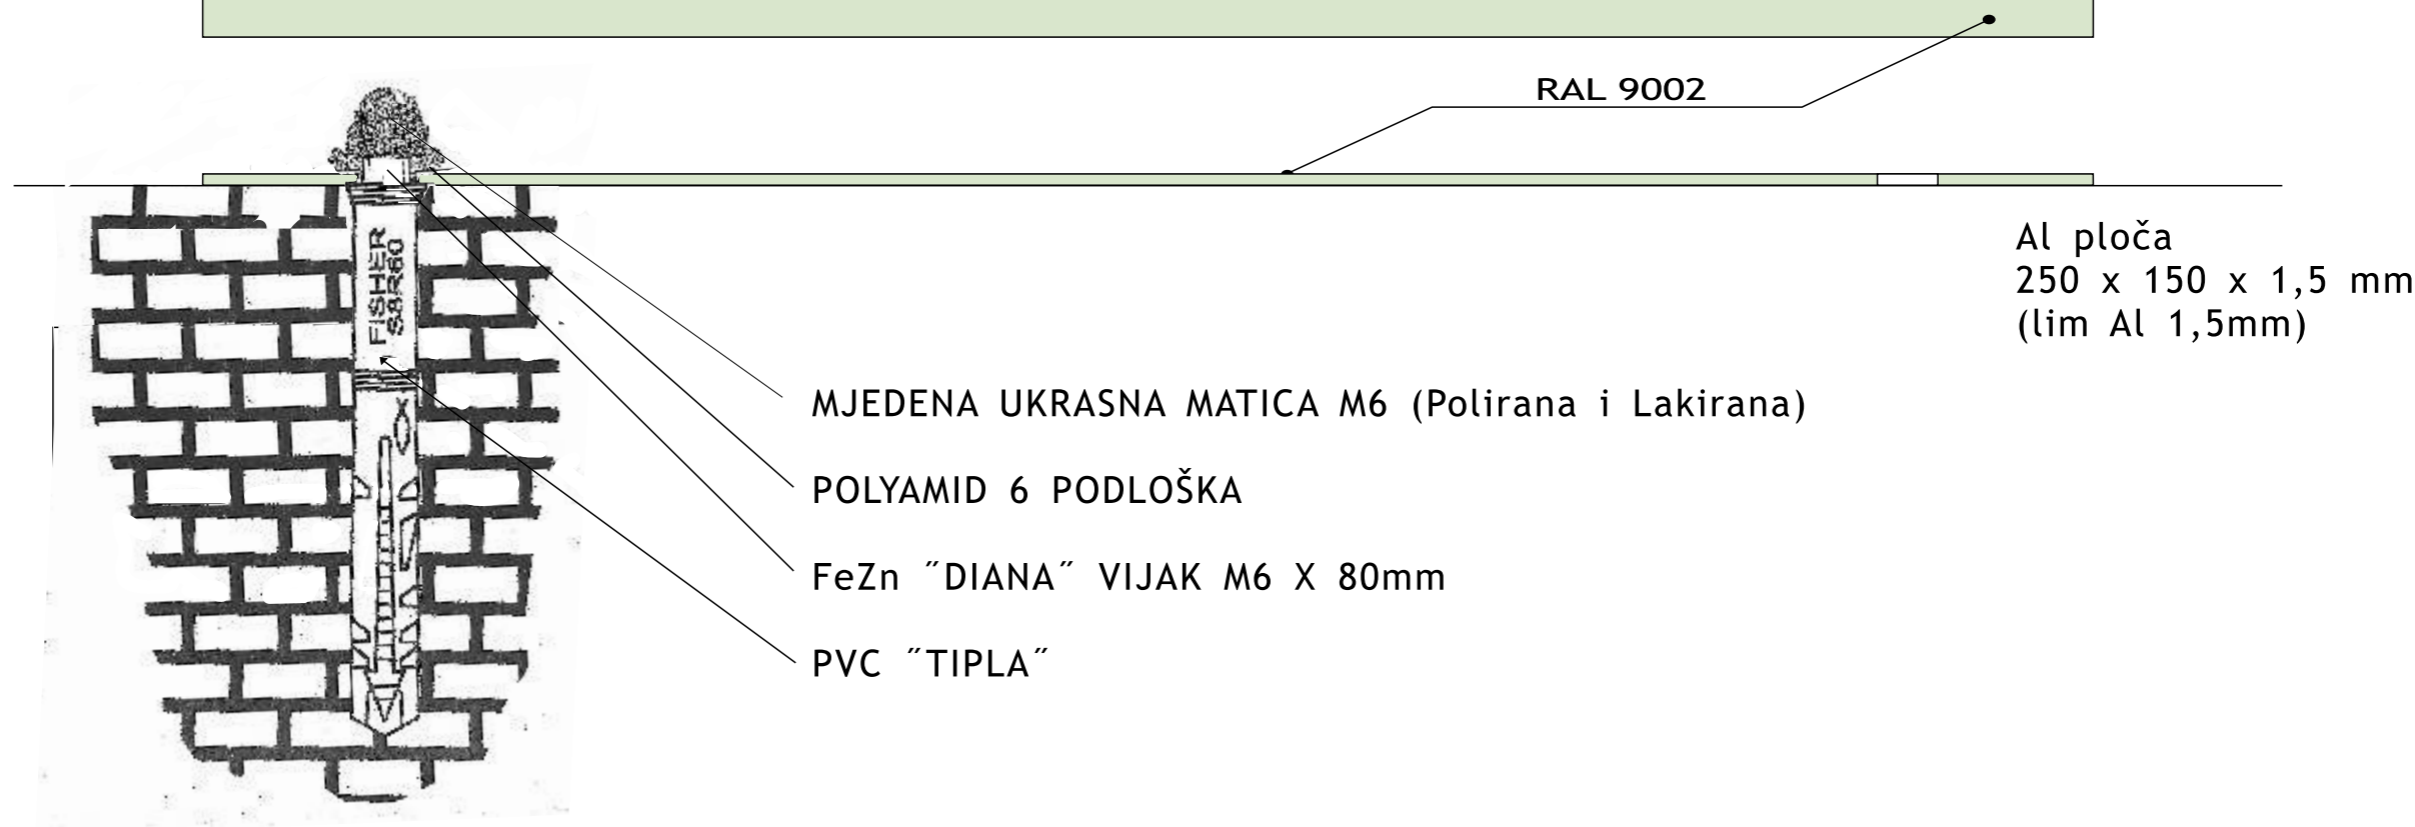 RAL 9002
FISHER
S8R80
Al ploča
250 x 150 x 1,5 mm
(lim Al 1,5mm)
MJEDENA UKRASNA MATICA M6 (Polirana i Lakirana)
POLYAMID 6 PODLOŠKA
FeZn ˝DIANA˝ VIJAK M6 X 80mm
PVC ˝TIPLA˝